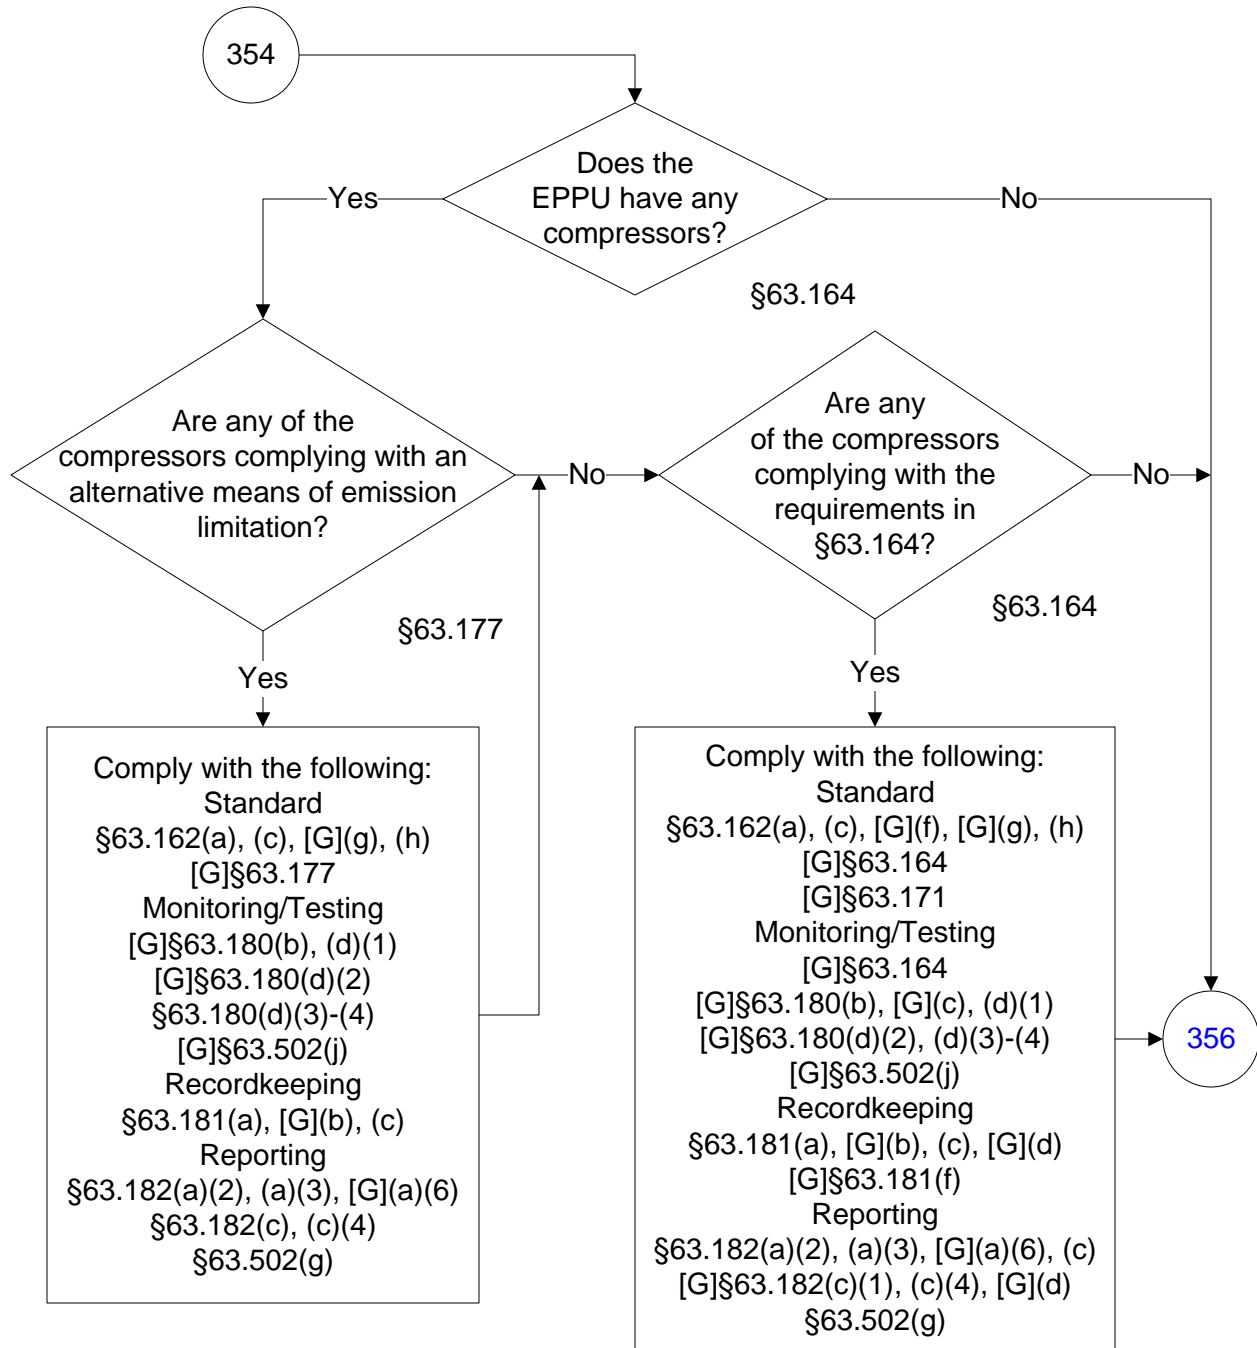 354
Does the
EPPU have any
compressors?
Yes
No
§63.164
Are any of the
compressors complying with an
alternative means of emission
limitation?
No
Are any
of the compressors
complying with the
requirements in
§63.164?
No
§63.177
§63.164
Yes
Yes
Comply with the following:
Standard
§63.162(a), (c), [G](g), (h)
[G]§63.177
Monitoring/Testing
[G]§63.180(b), (d)(1)
[G]§63.180(d)(2)
§63.180(d)(3)-(4)
[G]§63.502(j)
Recordkeeping
§63.181(a), [G](b), (c)
Reporting
§63.182(a)(2), (a)(3), [G](a)(6)
§63.182(c), (c)(4)
§63.502(g)
Comply with the following:
Standard
§63.162(a), (c), [G](f), [G](g), (h)
[G]§63.164
[G]§63.171
Monitoring/Testing
[G]§63.164
[G]§63.180(b), [G](c), (d)(1)
[G]§63.180(d)(2), (d)(3)-(4)
[G]§63.502(j)
Recordkeeping
§63.181(a), [G](b), (c), [G](d)
[G]§63.181(f)
Reporting
§63.182(a)(2), (a)(3), [G](a)(6), (c)
[G]§63.182(c)(1), (c)(4), [G](d)
§63.502(g)
356